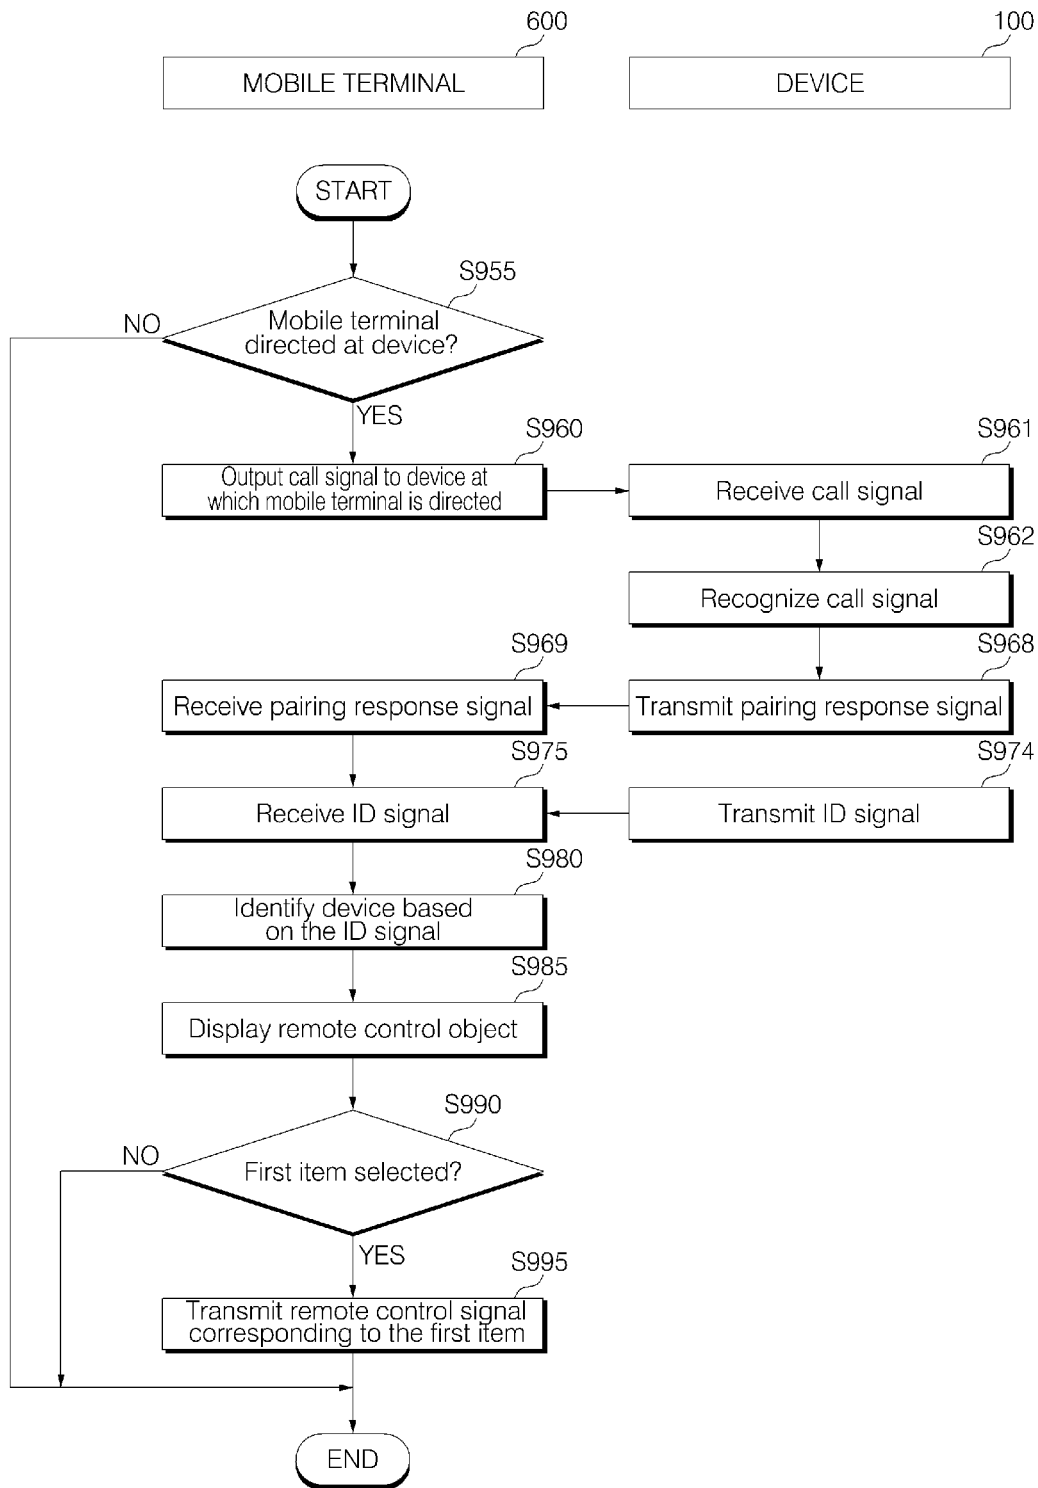 600
100
MOBILE TERMINAL
DEVICE
START
S955
NO
Mobile terminal
directed at device?
YES
S960
S961
Output call signal to device at
which mobile terminal is directed
Receive call signal
S962
Recognize call signal
S969
S968
Receive pairing response signal
Transmit pairing response signal
S975
S974
Receive ID signal
Transmit ID signal
S980
Identify device based
on the ID signal
S985
Display remote control object
S990
NO
First item selected?
YES
S995
Transmit remote control signal
corresponding to the first item
END